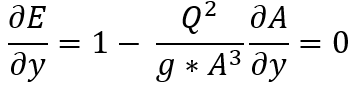 ∂E/∂y = 1 − Q²/(g * A³) ∂A/∂y = 0